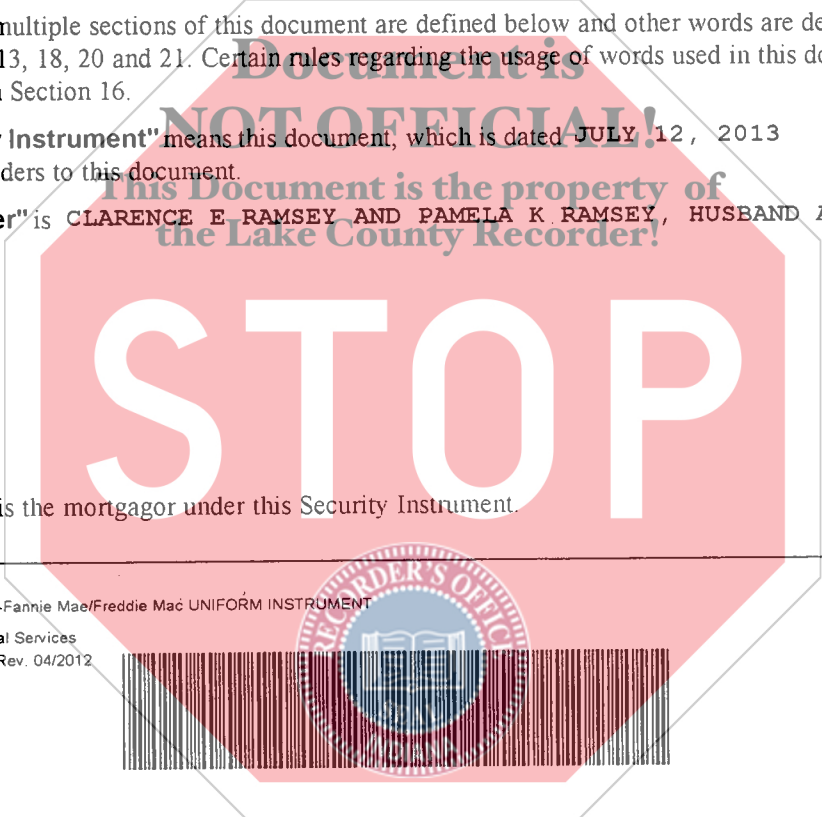 multiple sections of this document are defined below and other words are de
13, 18, 20 and 21. Certain rules regarding the usage of words used in this do
Section 16.
Document is
NOT OFFICIAL!
This Document is the property of
the Lake County Recorder!
Instrument" means this document, which is dated JULY 12, 2013
ders to this document.
er" is CLARENCE E RAMSEY AND PAMELA K RAMSEY, HUSBAND A
STOP
is the mortgagor under this Security Instrument.
-Fannie Mae/Freddie Mac UNIFORM INSTRUMENT
al Services
Rev. 04/2012
RECORDER'S OFFICE
SEAL
INDIANA